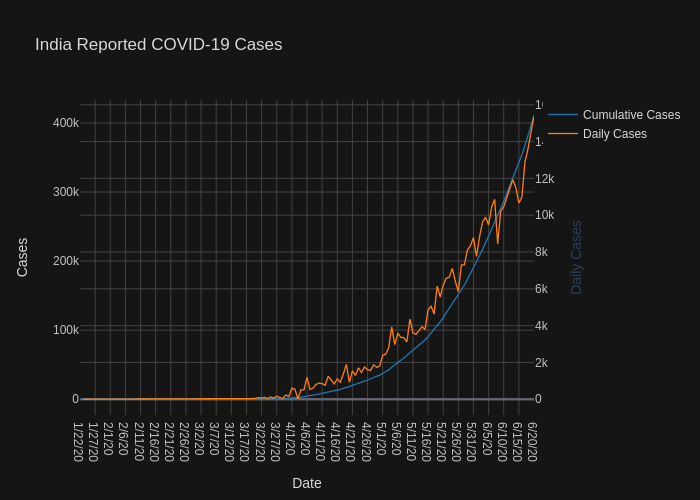 India Reported COVID-19 Cases
Cumulative Cases
Daily Cases
400k
300k
200k
100k
0
Cases
12k
10k
8k
6k
4k
2k
0
Daily Cases
1/22/20
1/27/20
2/1/20
2/6/20
2/11/20
2/16/20
2/21/20
2/26/20
3/2/20
3/7/20
3/12/20
3/17/20
3/22/20
3/27/20
4/1/20
4/6/20
4/11/20
4/16/20
4/21/20
4/26/20
5/1/20
5/6/20
5/11/20
5/16/20
5/21/20
5/26/20
5/31/20
6/5/20
6/10/20
6/15/20
6/20/20
Date